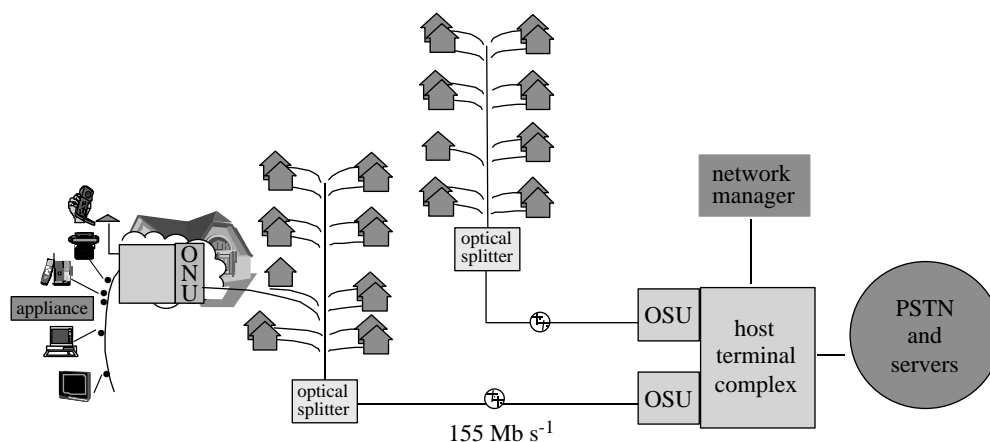 network
manager
optical
splitter
O
N
U
appliance
OSU
host
terminal
complex
PSTN
and
servers
optical
splitter
OSU
155 Mb s⁻¹